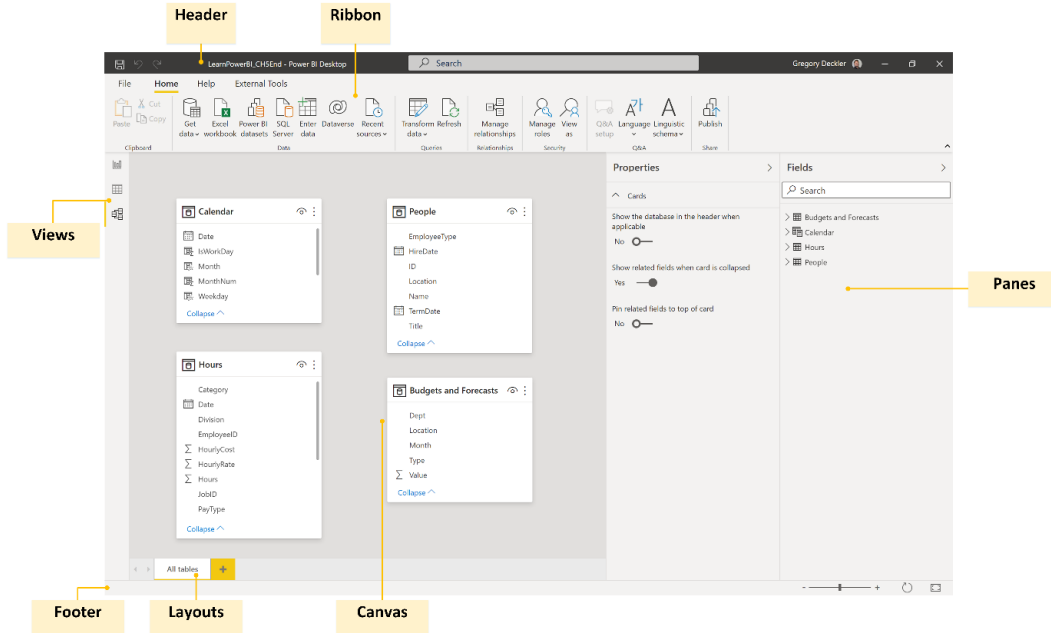 Header
Ribbon
LearnPowerBI_CH5End - Power BI Desktop
Search
Gregory Deckler
File
Home
Help
External Tools
Paste
Cut
Copy
Clipboard
Get data
Excel workbook
Power BI datasets
SQL Server
Enter data
Dataverse
Recent sources
Data
Transform data
Refresh
Queries
Manage relationships
Relationships
Manage roles
View as
Security
Q&A setup
Language
Linguistic schema
Q&A
Publish
Share
Views
Calendar
Date
IsWorkDay
Month
MonthNum
Weekday
Collapse
People
EmployeeType
HireDate
ID
Location
Name
TermDate
Title
Collapse
Hours
Category
Date
Division
EmployeeID
HourlyCost
HourlyRate
Hours
JobID
PayType
Collapse
Budgets and Forecasts
Dept
Location
Month
Type
Value
Collapse
Properties
Cards
Show the database in the header when
applicable
No
Show related fields when card is collapsed
Yes
Pin related fields to top of card
No
Fields
Search
Budgets and Forecasts
Calendar
Hours
People
Panes
All tables
Footer
Layouts
Canvas